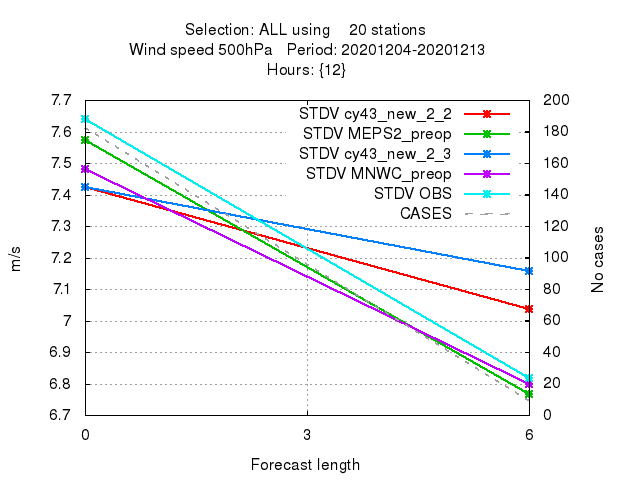 Selection: ALL using 20 stations
Wind speed 500hPa Period: 20201204-20201213
Hours: {12}
7.7
7.6
7.5
7.4
7.3
7.2
7.1
7
6.9
6.8
6.7
m/s
200
180
160
140
120
100
80
60
40
20
0
No cases
STDV cy43_new_2_2
STDV MEPS2_preop
STDV cy43_new_2_3
STDV MNWC_preop
STDV OBS
CASES
0 3 6
Forecast length